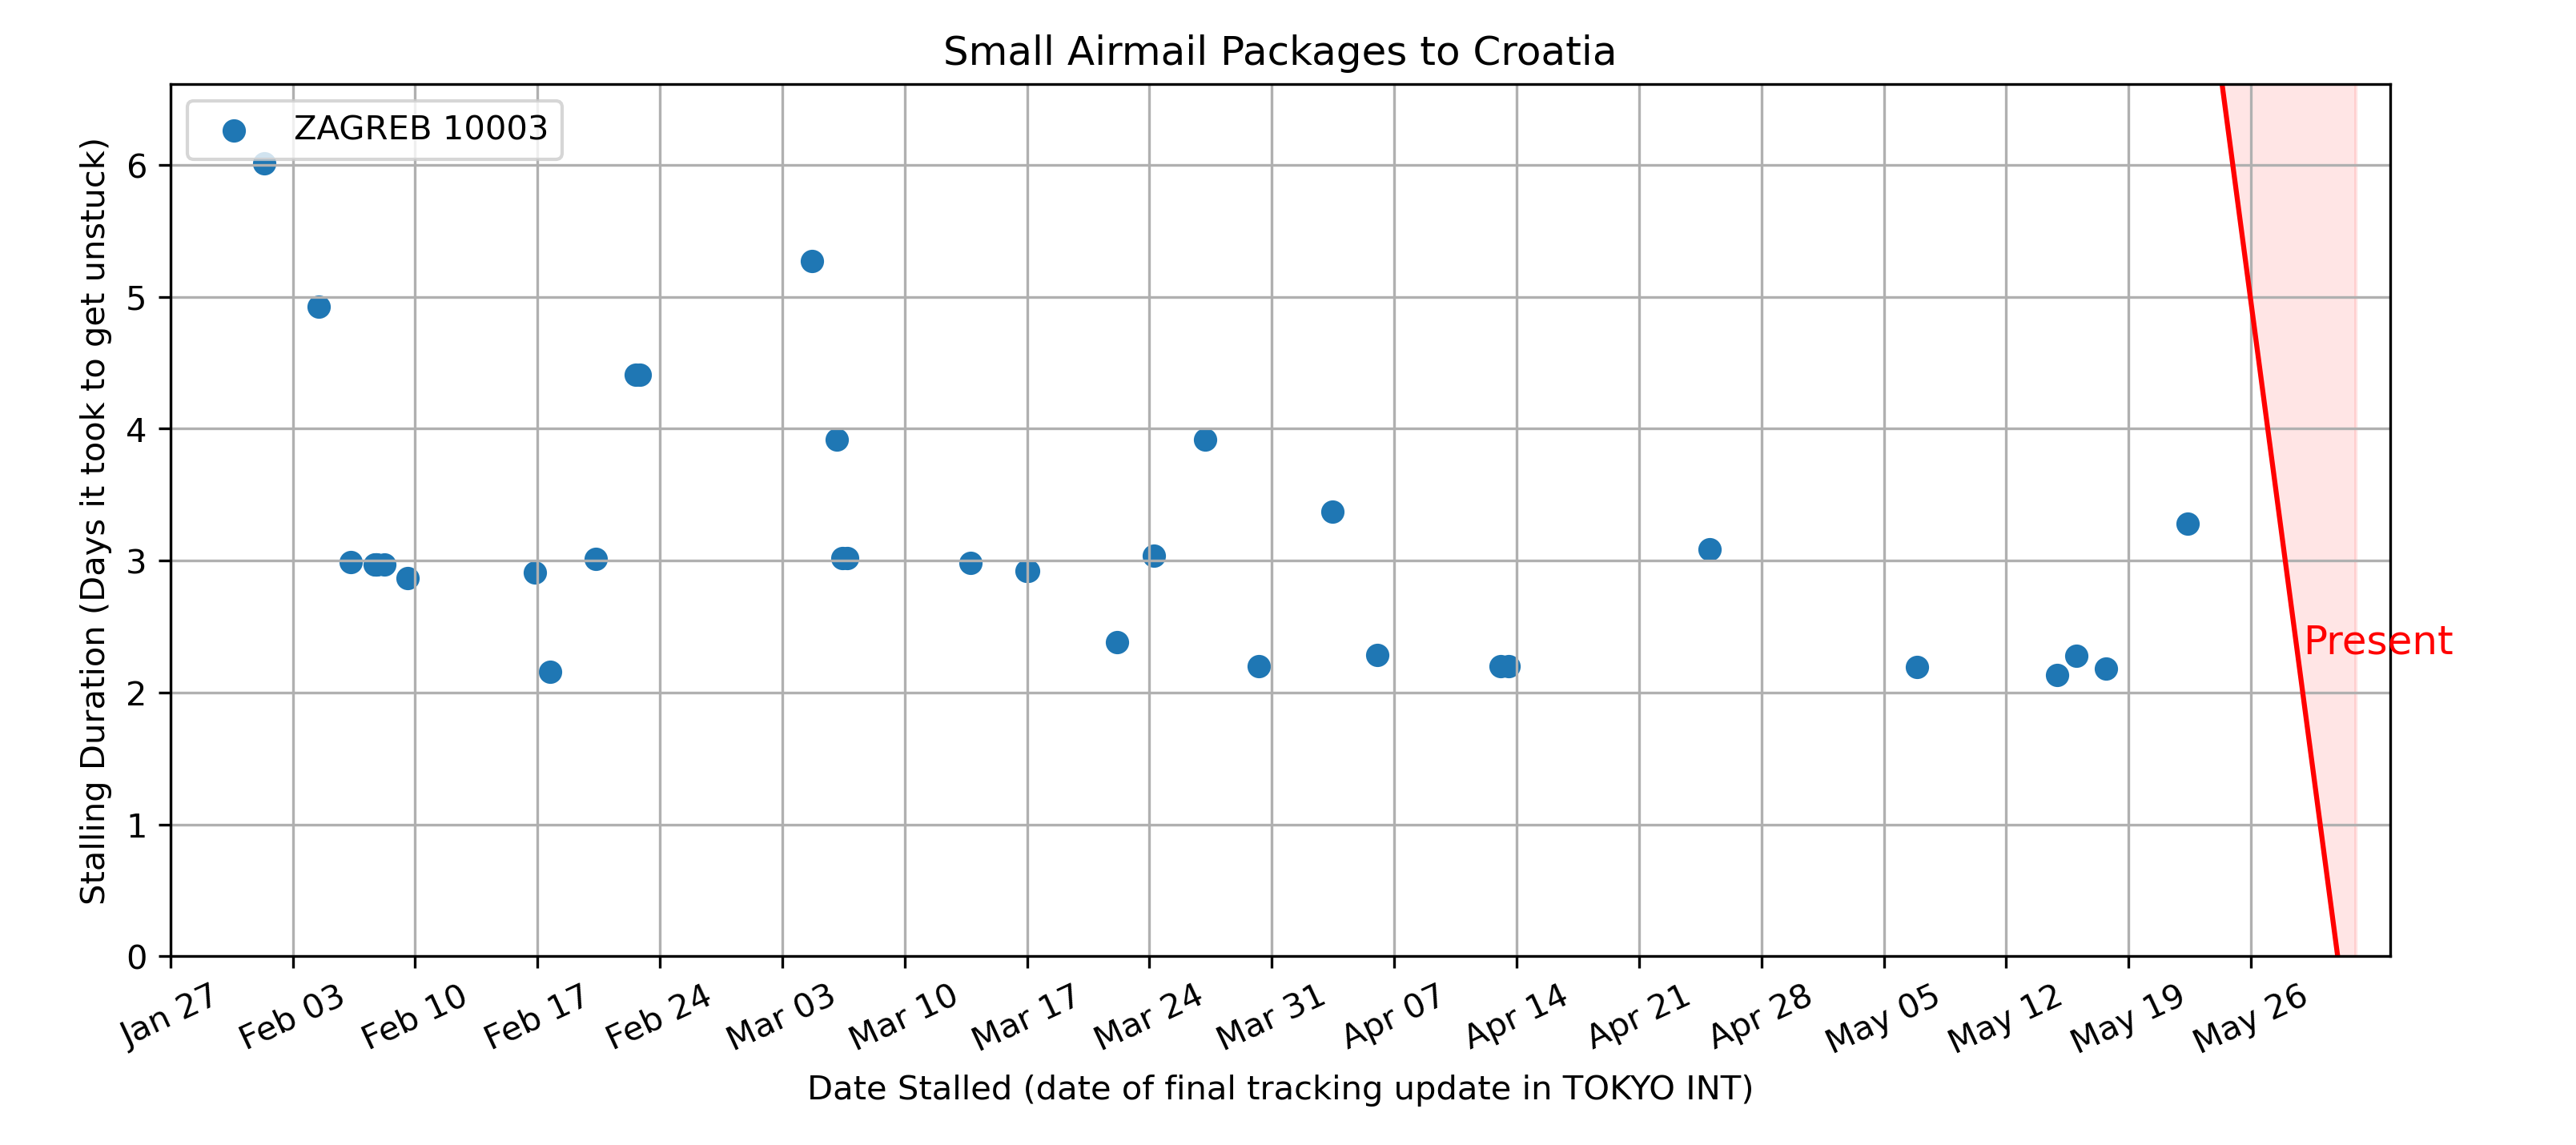 Small Airmail Packages to Croatia
ZAGREB 10003
Stalling Duration (Days it took to get unstuck)
6
5
4
3
2
1
0
Present
Jan 27
Feb 03
Feb 10
Feb 17
Feb 24
Mar 03
Mar 10
Mar 17
Mar 24
Mar 31
Apr 07
Apr 14
Apr 21
Apr 28
May 05
May 12
May 19
May 26
Date Stalled (date of final tracking update in TOKYO INT)